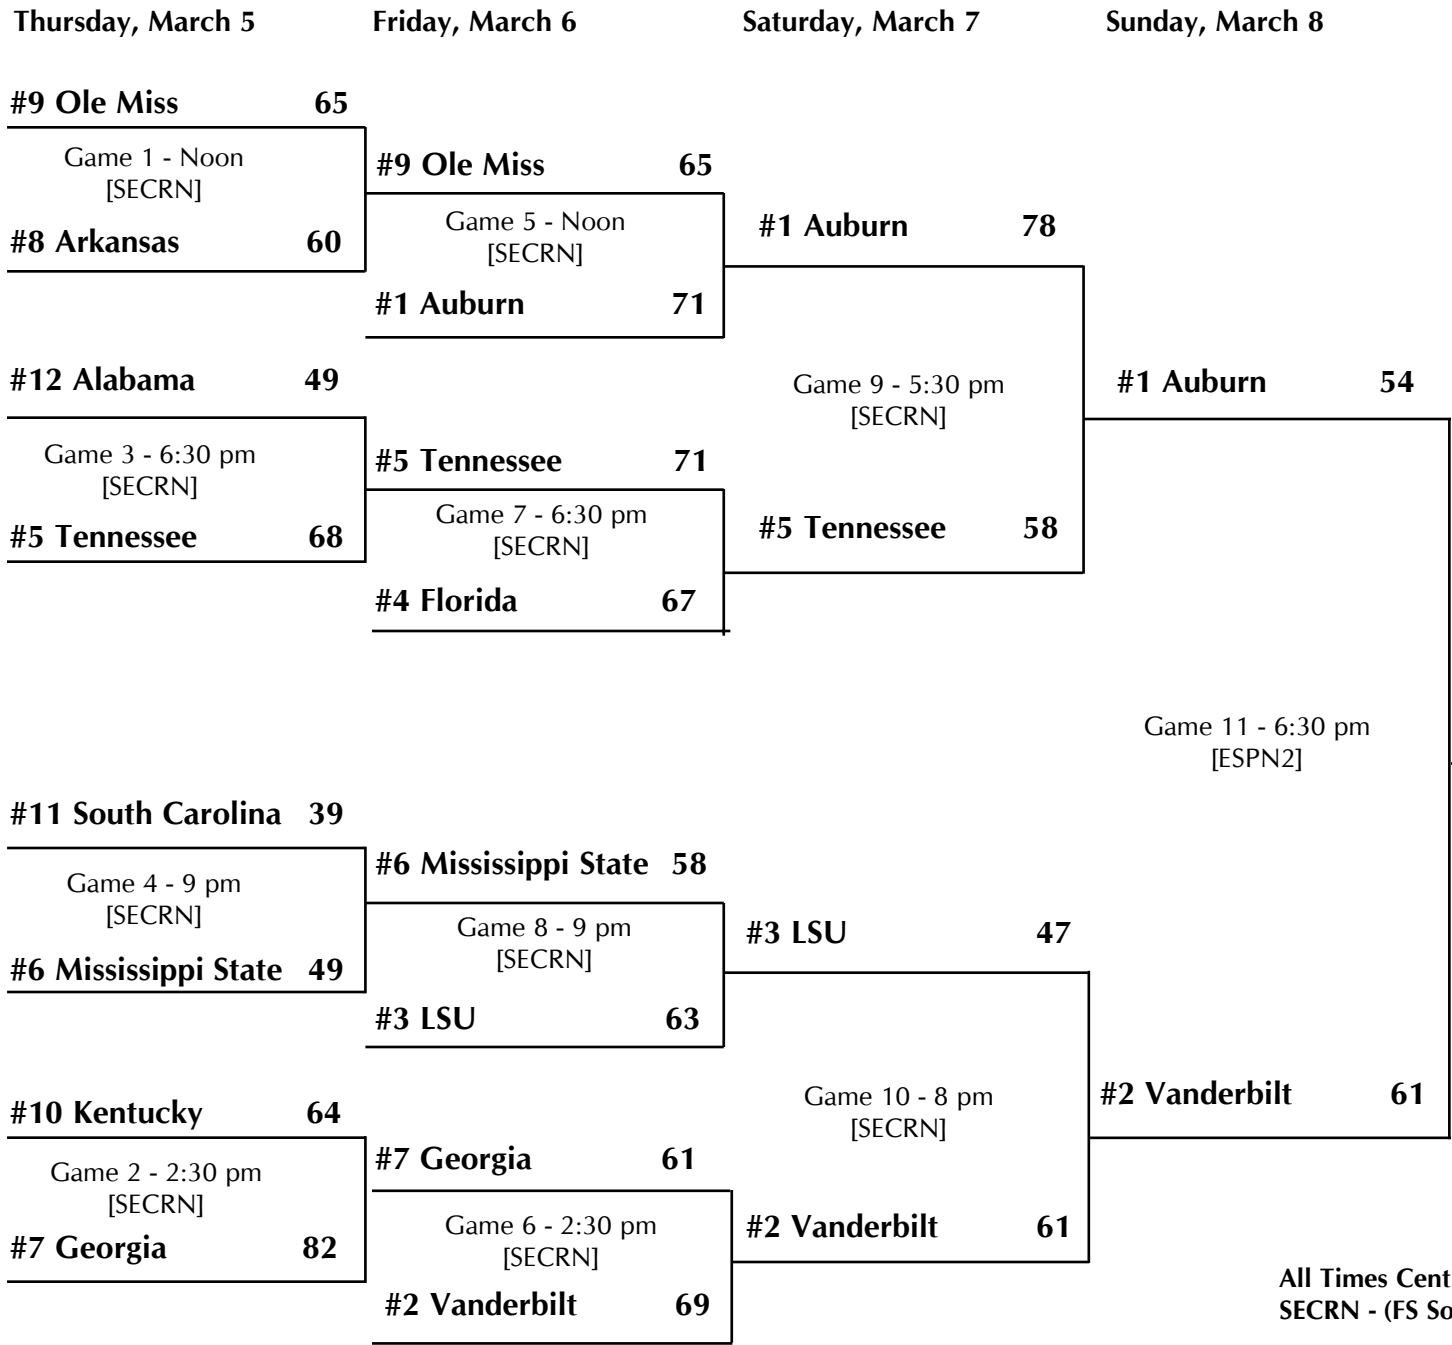 Thursday, March 5
Friday, March 6
Saturday, March 7
Sunday, March 8
#9 Ole Miss 65
Game 1 - Noon
[SECRN]
#8 Arkansas 60
#12 Alabama 49
Game 3 - 6:30 pm
[SECRN]
#5 Tennessee 68
#11 South Carolina 39
Game 4 - 9 pm
[SECRN]
#6 Mississippi State 49
#10 Kentucky 64
Game 2 - 2:30 pm
[SECRN]
#7 Georgia 82
#9 Ole Miss 65
Game 5 - Noon
[SECRN]
#1 Auburn 71
#5 Tennessee 71
Game 7 - 6:30 pm
[SECRN]
#4 Florida 67
#6 Mississippi State 58
Game 8 - 9 pm
[SECRN]
#3 LSU 63
#7 Georgia 61
Game 6 - 2:30 pm
[SECRN]
#2 Vanderbilt 69
#1 Auburn 78
Game 9 - 5:30 pm
[SECRN]
#5 Tennessee 58
#3 LSU 47
Game 10 - 8 pm
[SECRN]
#2 Vanderbilt 61
#1 Auburn 54
Game 11 - 6:30 pm
[ESPN2]
#2 Vanderbilt 61
All Times Cent
SECRN - (FS So